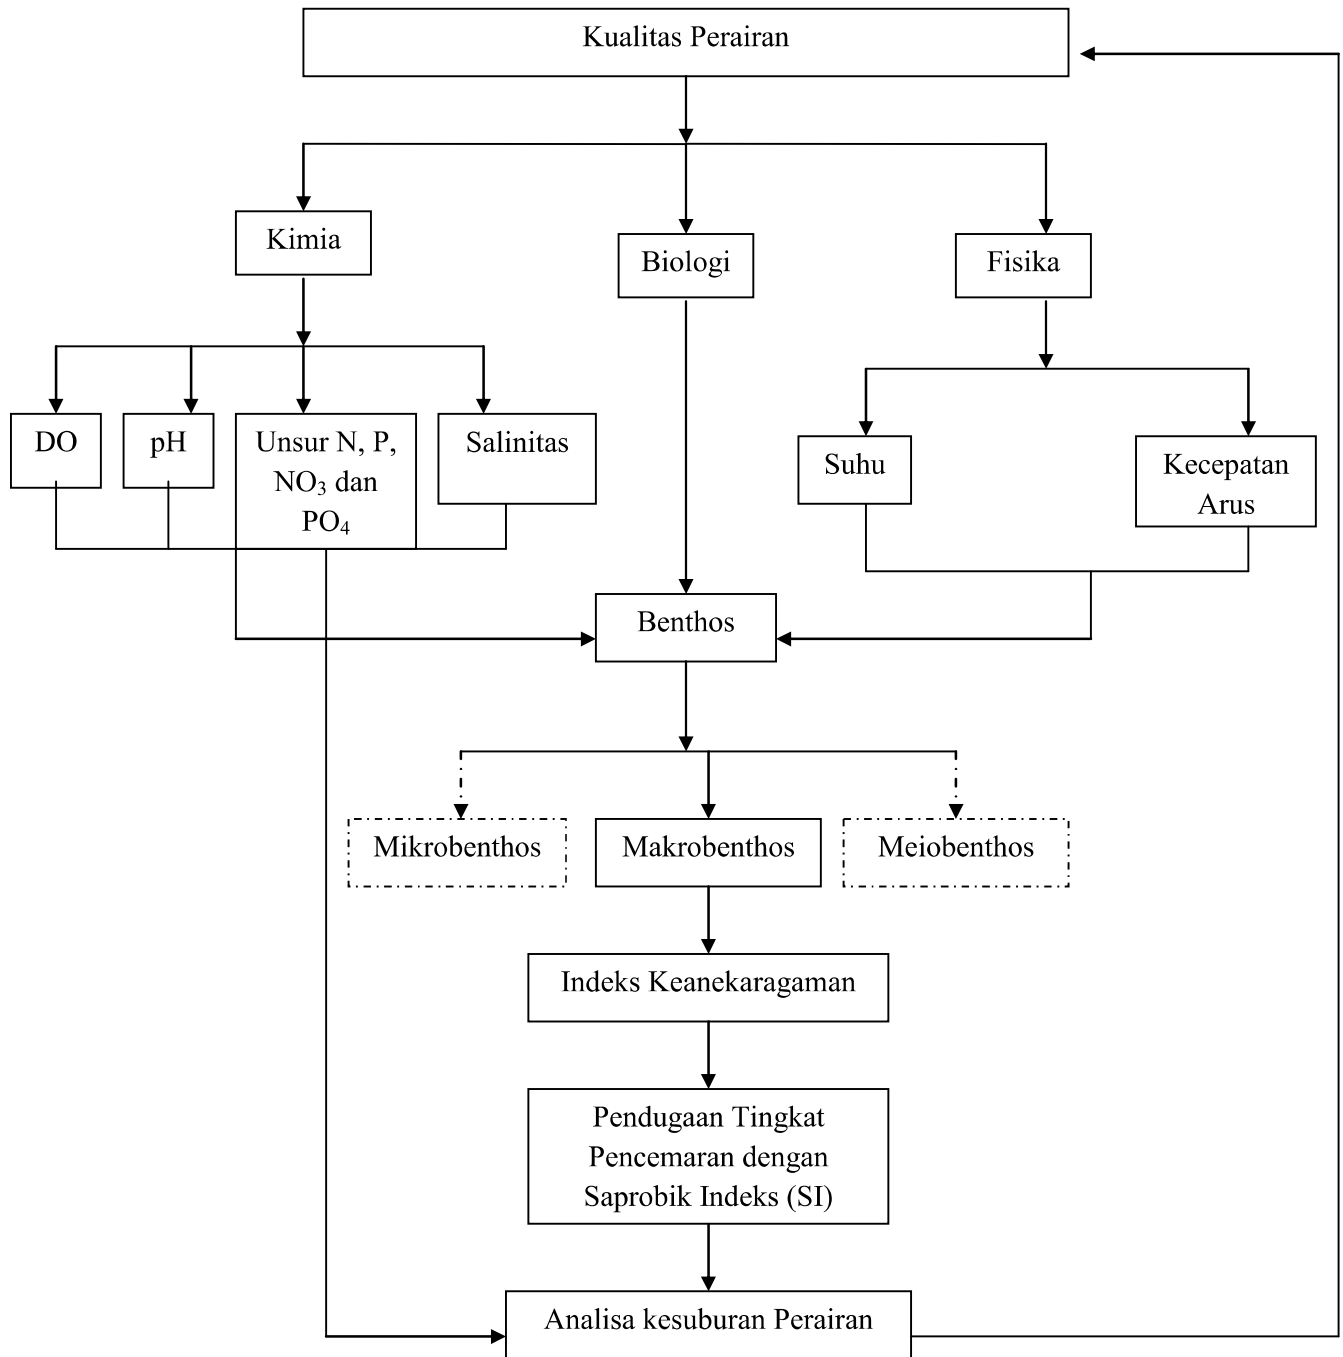 Kualitas Perairan
Kimia
Biologi
Fisika
DO
pH
Unsur N, P,
NO₃ dan
PO₄
Salinitas
Suhu
Kecepatan
Arus
Benthos
Mikrobenthos
Makrobenthos
Meiobenthos
Indeks Keanekaragaman
Pendugaan Tingkat
Pencemaran dengan
Saprobik Indeks (SI)
Analisa kesuburan Perairan